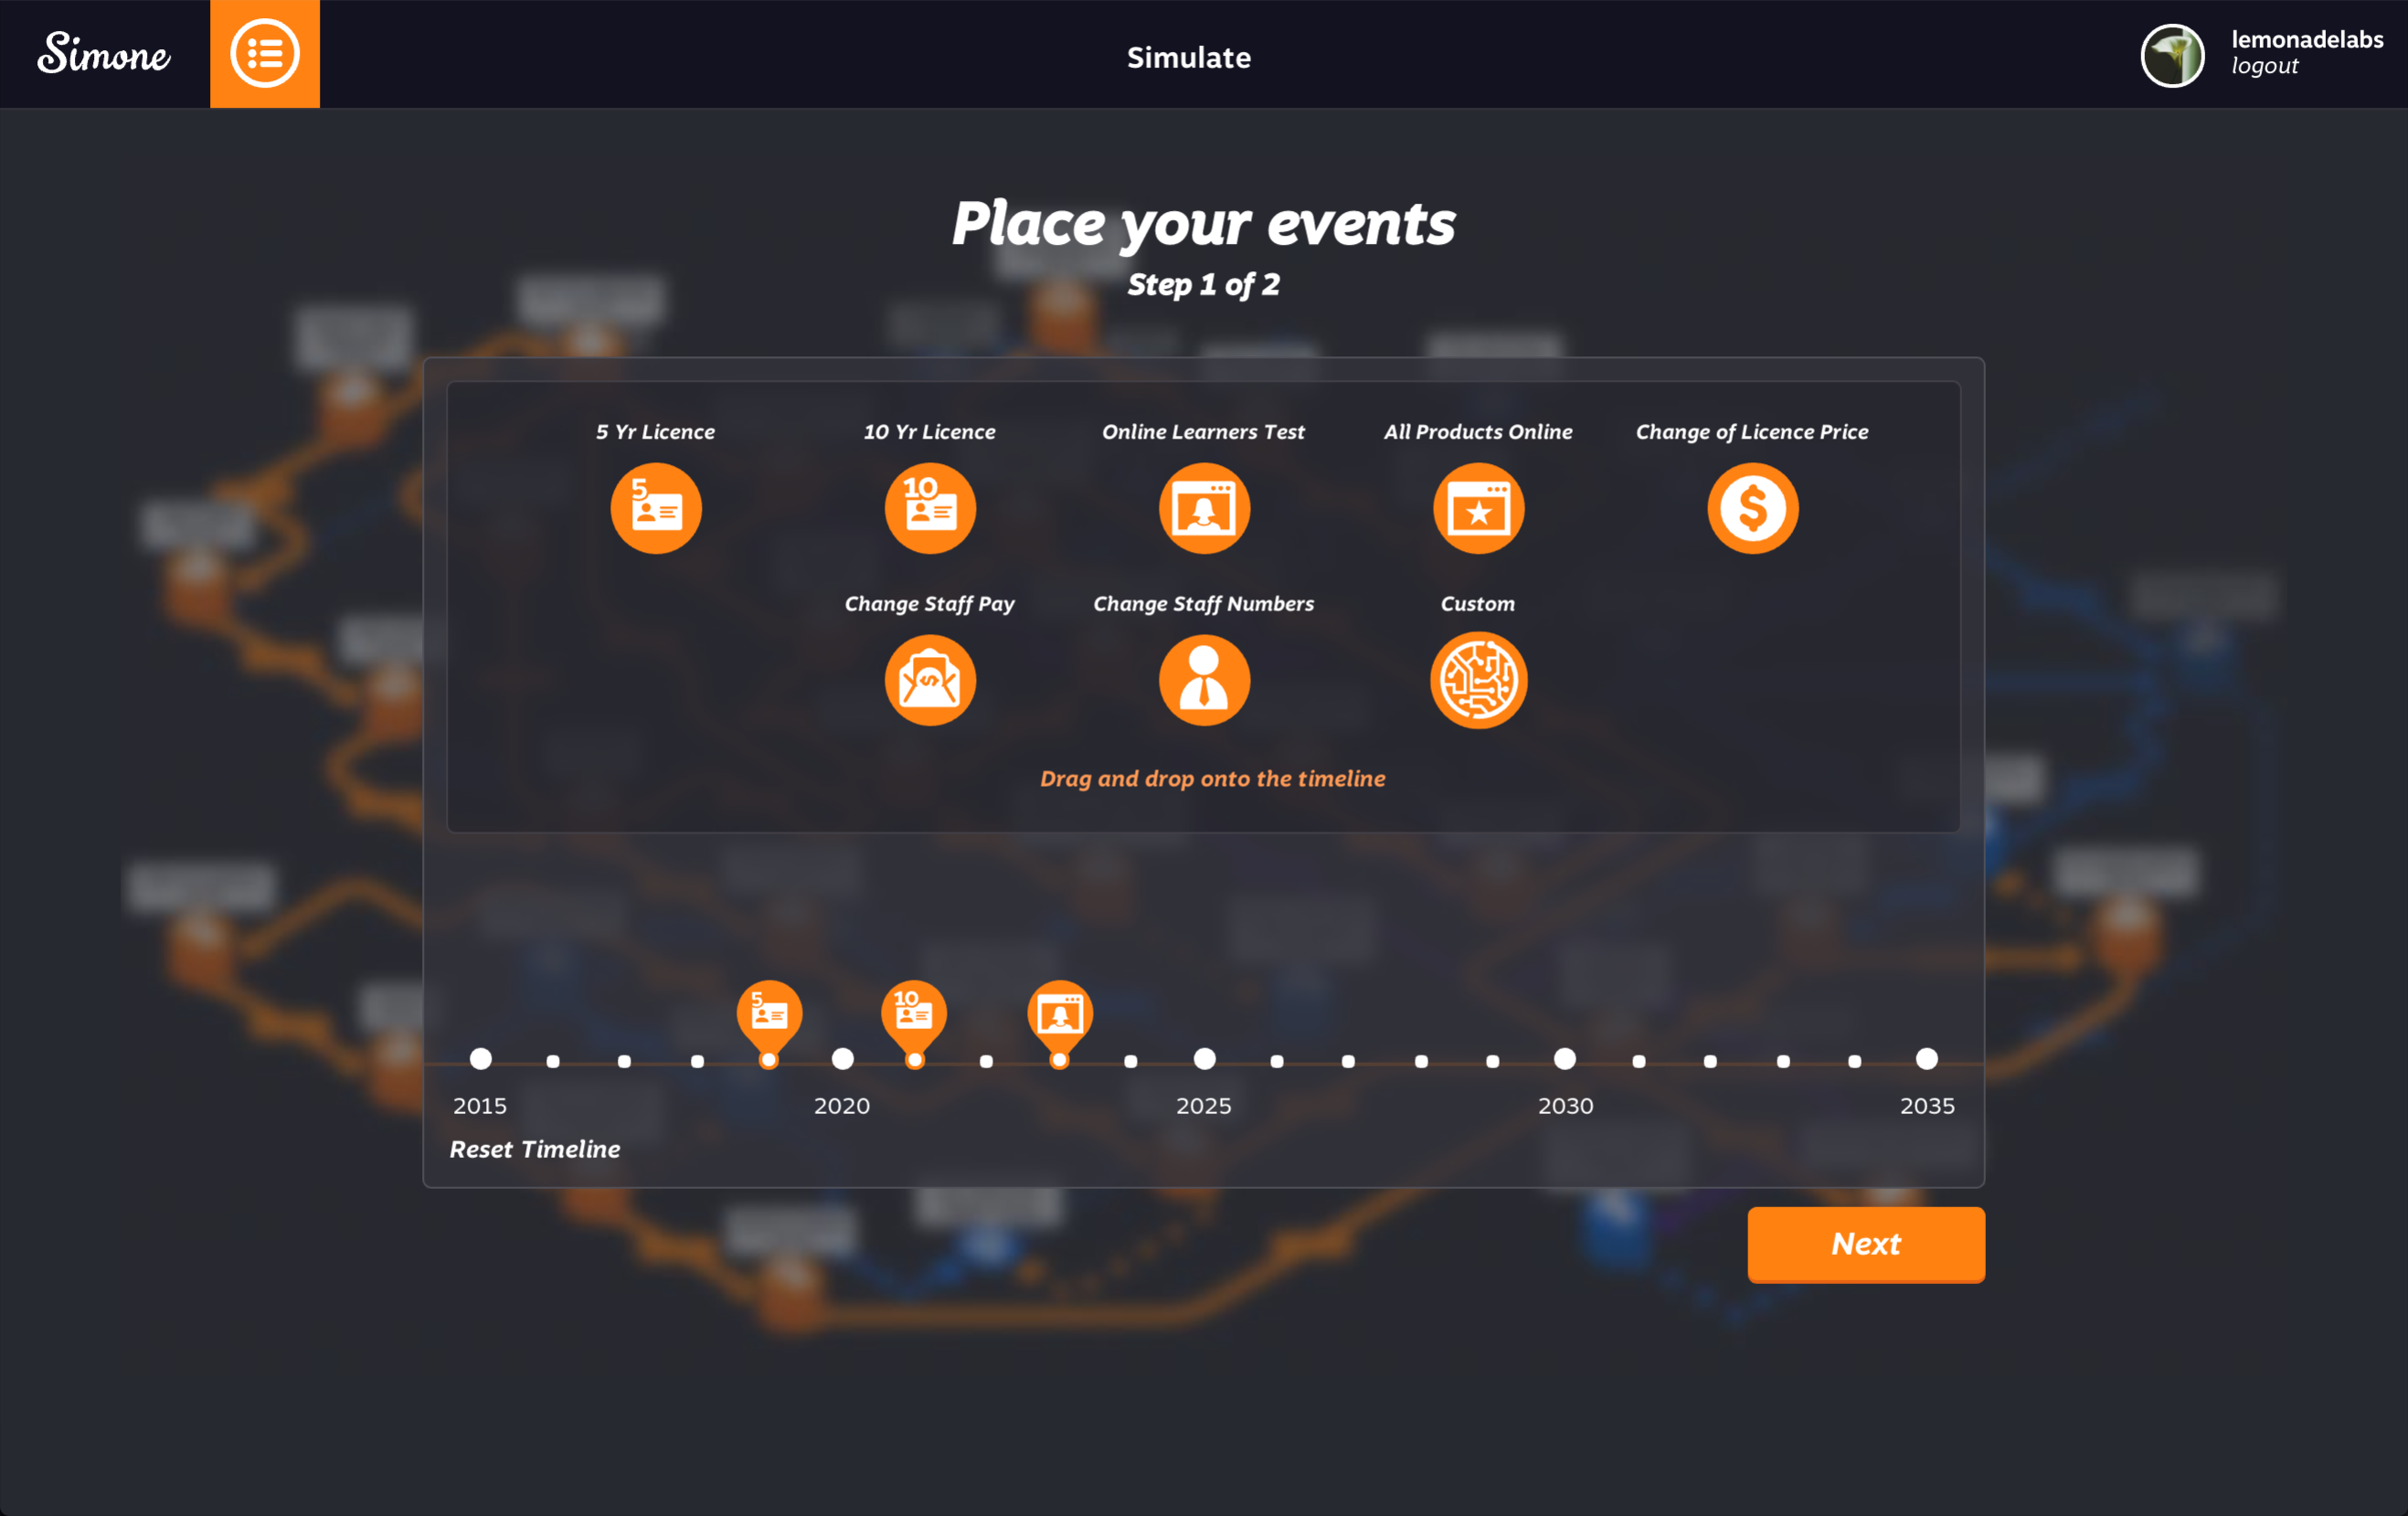 Simone
Simulate
lemonadelabs
logout
Place your events
Step 1 of 2
5 Yr Licence
10 Yr Licence
Online Learners Test
All Products Online
Change of Licence Price
5
10
$
Change Staff Pay
Change Staff Numbers
Custom
$
Drag and drop onto the timeline
5
10
2015
2020
2025
2030
2035
Reset Timeline
Next